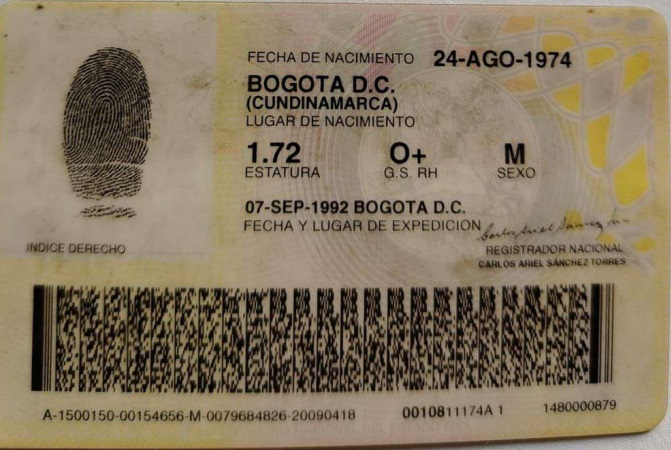 FECHA DE NACIMIENTO 24-AGO-1974
BOGOTA D.C.
(CUNDINAMARCA)
LUGAR DE NACIMIENTO
1.72 O+ M
ESTATURA G.S. RH SEXO
07-SEP-1992 BOGOTA D.C.
FECHA Y LUGAR DE EXPEDICION
INDICE DERECHO
REGISTRADOR NACIONAL
CARLOS ARIEL SÁNCHEZ TORRES
A-1500150-00154656-M-0079684826-20090418 0010811174A 1 1480000879